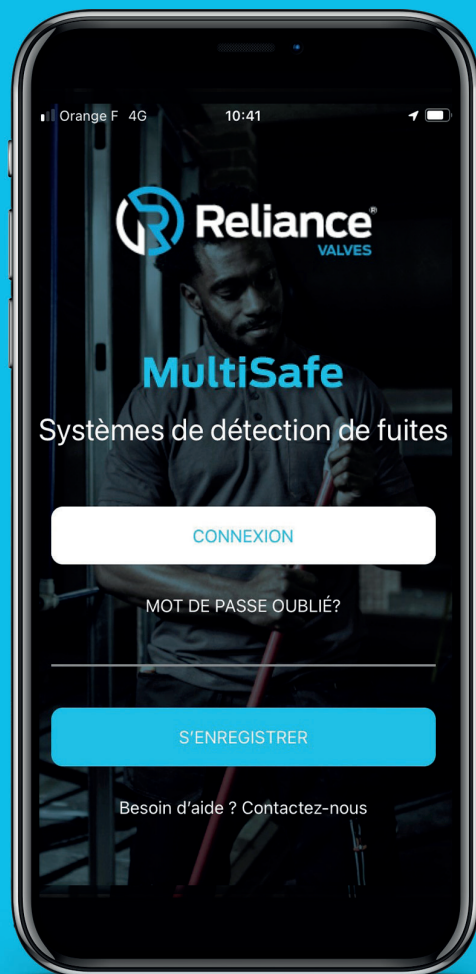 Orange F 4G 10:41
Reliance®
VALVES
MultiSafe
Systèmes de détection de fuites
CONNEXION
MOT DE PASSE OUBLIÉ?
S'ENREGISTRER
Besoin d'aide ? Contactez-nous